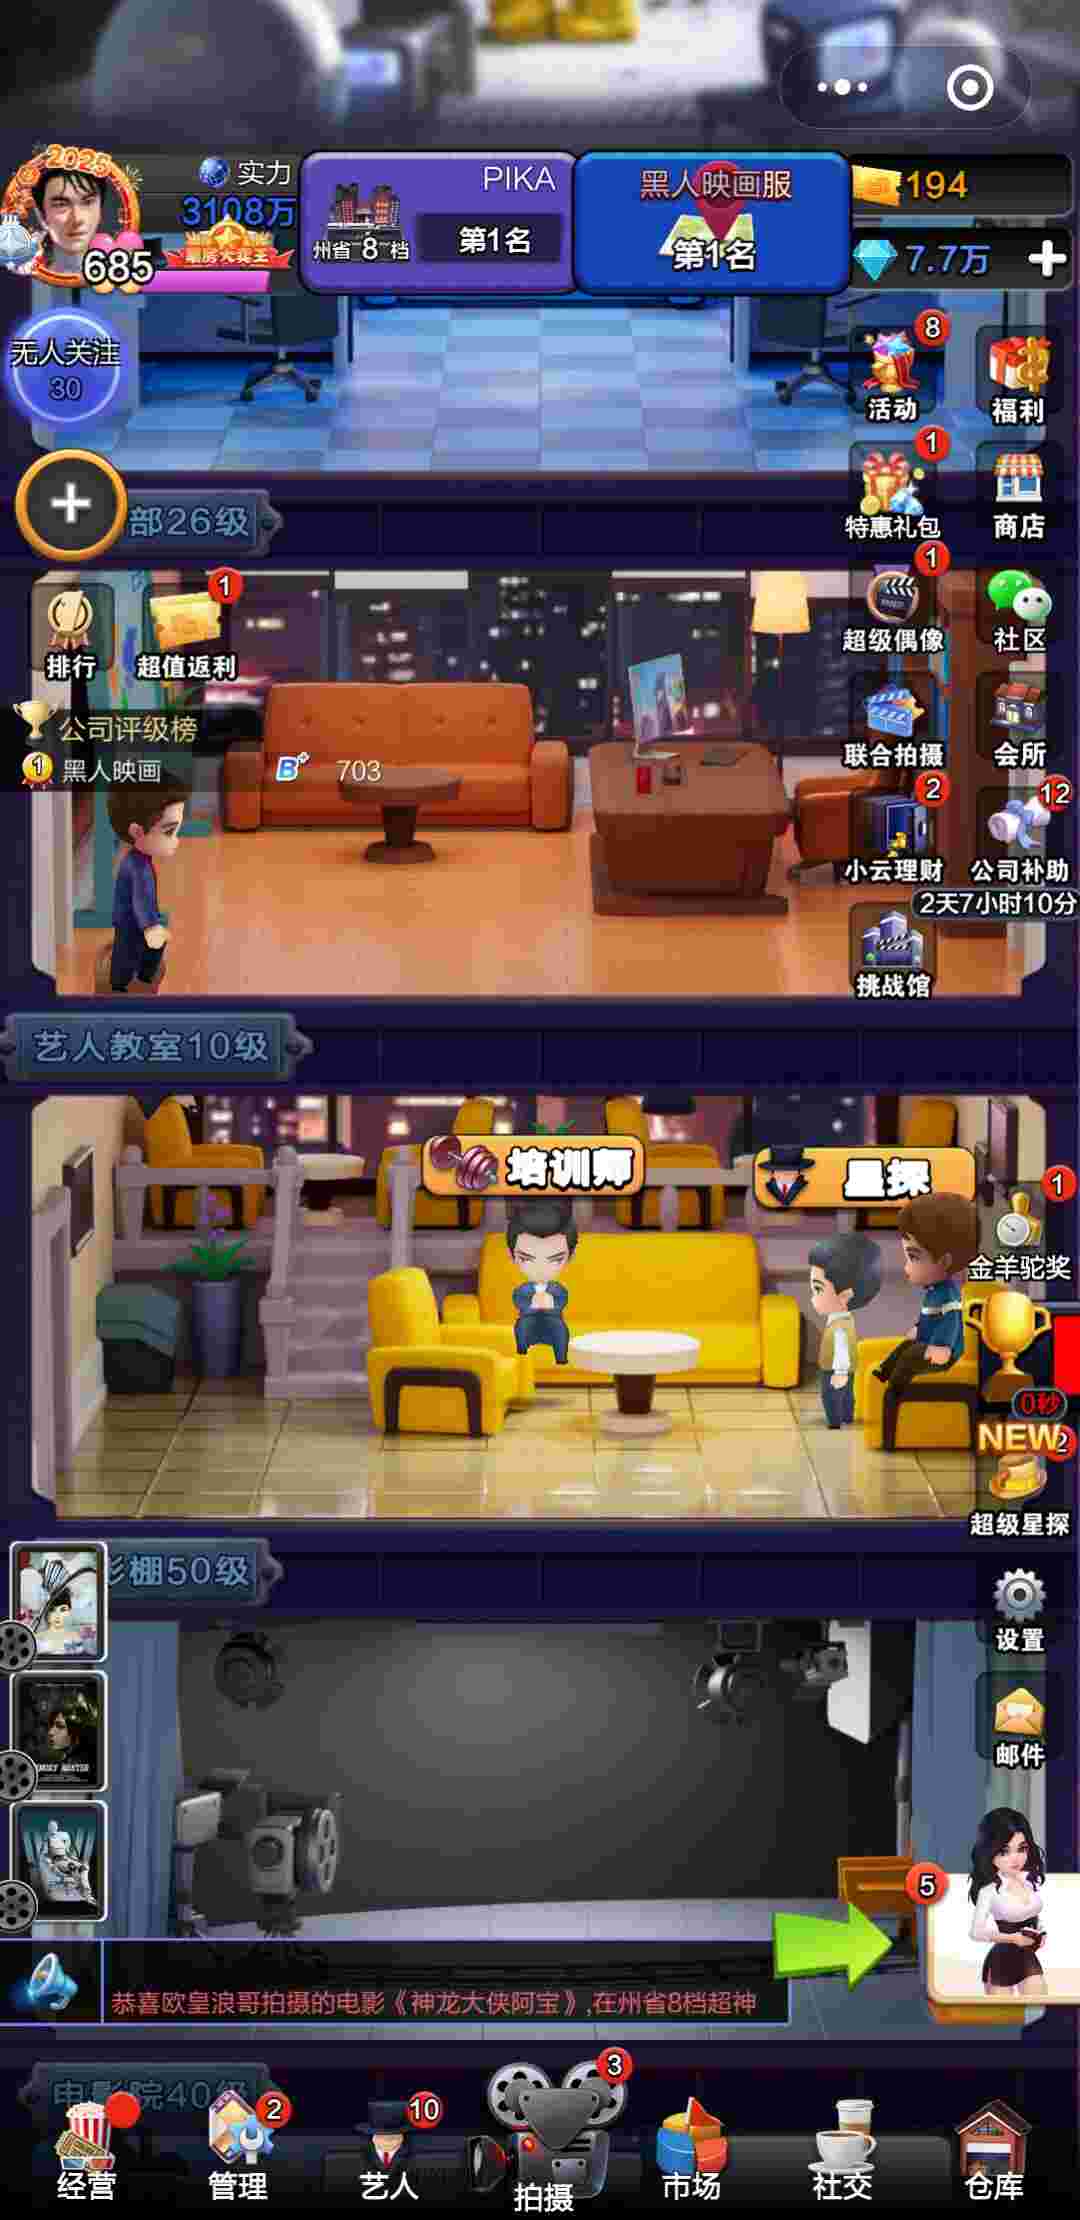 2025
实力
3108万
685
票房大卖王
PIKA
州省 8 档
第1名
黑人映画服
第1名
194
7.7万
无人关注
30
8
活动
福利
部26级
1
特惠礼包
商店
1
排行
超值返利
1
超级偶像
社区
公司评级榜
1
黑人映画
B+
703
联合拍摄
会所
2
小云理财
12
公司补助
2天7小时10分
挑战馆
艺人教室10级
培训师
星探
1
金羊驼奖
0秒
NEW
2
超级星探
影棚50级
设置
邮件
5
恭喜欧皇浪哥拍摄的电影《神龙大侠阿宝》,在州省8档超神
电影院40级
经营
2
管理
10
艺人
3
拍摄
市场
社交
仓库